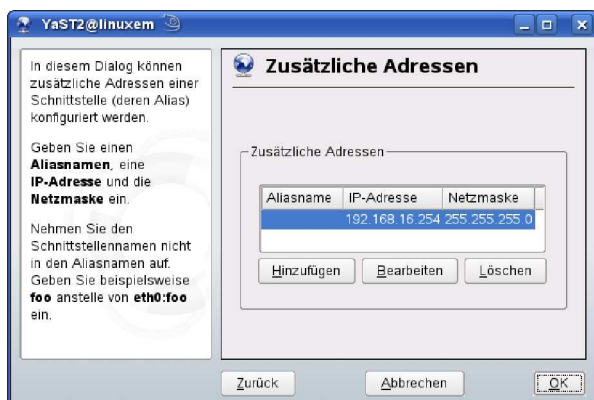 YaST2@linuxem
In diesem Dialog können
zusätzliche Adressen einer
Schnittstelle (deren Alias)
konfiguriert werden.
Geben Sie einen
Aliasnamen, eine
IP-Adresse und die
Netzmaske ein.
Nehmen Sie den
Schnittstellennamen nicht
in den Aliasnamen auf.
Geben Sie beispielsweise
foo anstelle von eth0:foo
ein.
Zusätzliche Adressen
Zusätzliche Adressen
Aliasname IP-Adresse Netzmaske
192.168.16.254 255.255.255.0
Hinzufügen Bearbeiten Löschen
Zurück Abbrechen OK